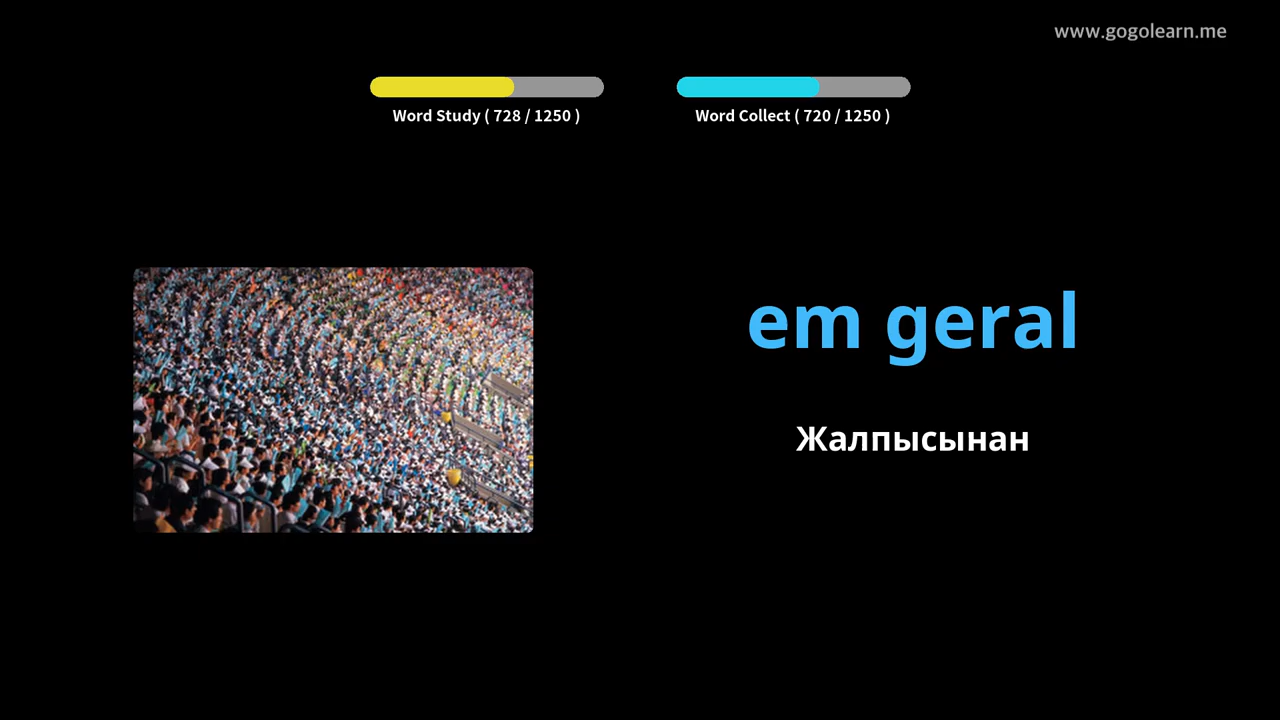 www.gogolearn.me
Word Study ( 728 / 1250 )
Word Collect ( 720 / 1250 )
em geral
Жалпысынан